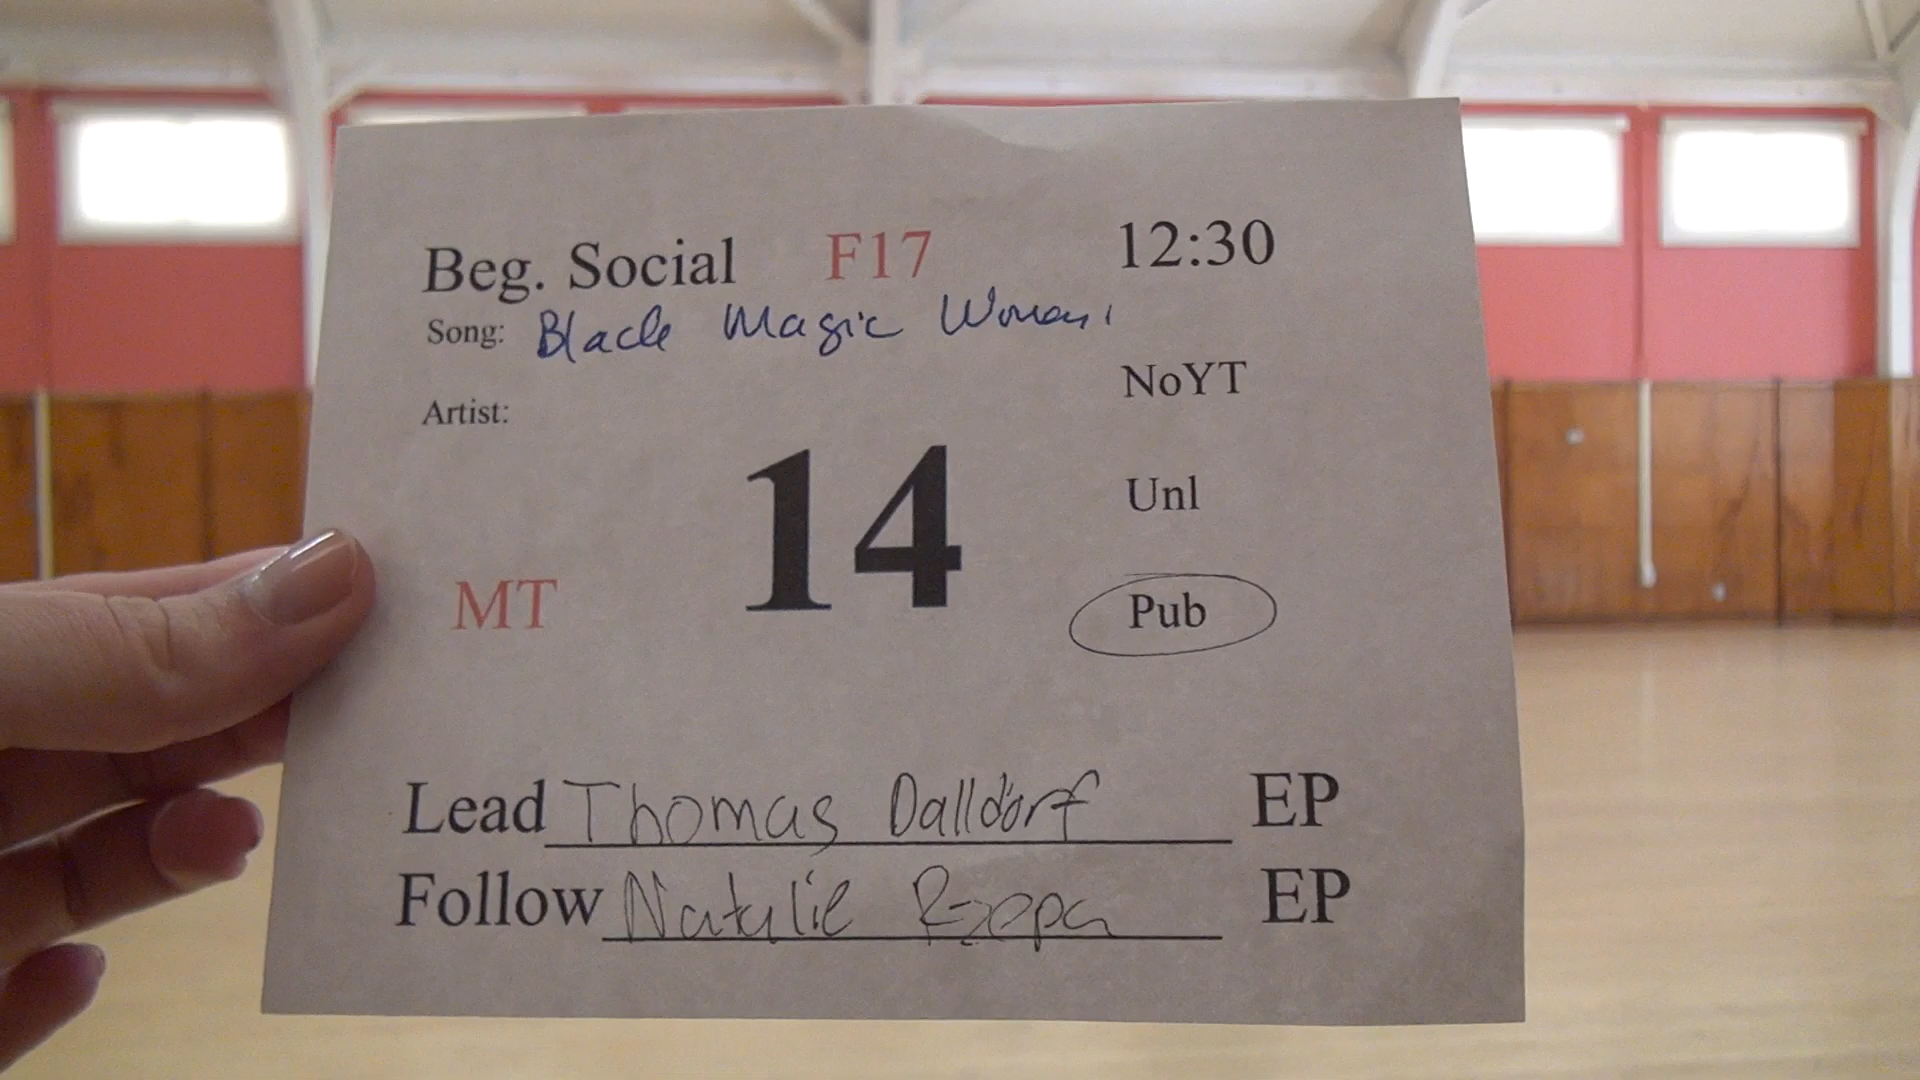 Beg. Social F17 12:30
Song: Black Magic Woman
NoYT
Artist:
14
Unl
MT
Pub
Lead Thomas Dalldorf EP
Follow Natalie EP